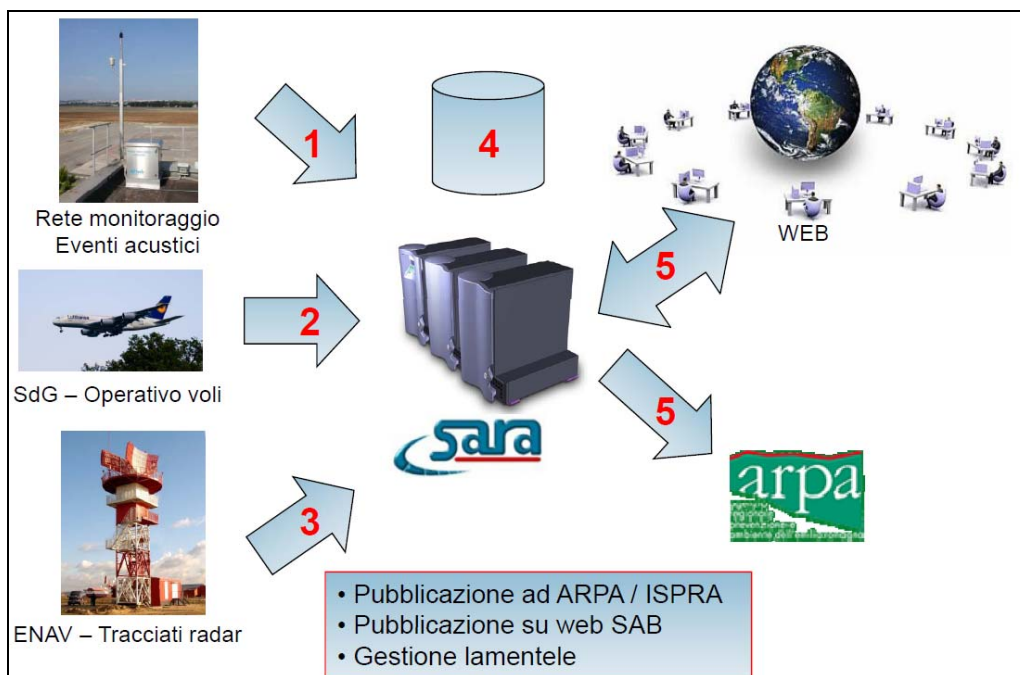 1
Rete monitoraggio
Eventi acustici
2
SdG – Operativo voli
3
ENAV – Tracciati radar
4
sara
5
WEB
5
arpa
• Pubblicazione ad ARPA / ISPRA
• Pubblicazione su web SAB
• Gestione lamentele